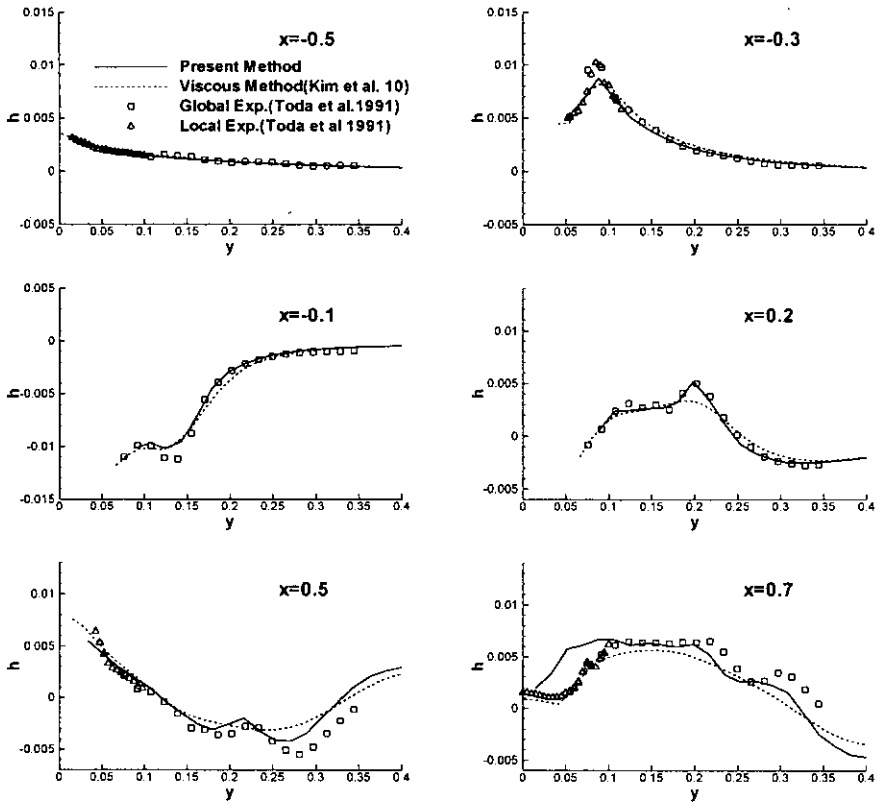 0.015
0.01
0.005
0
-0.005
h
x=-0.5
Present Method
Viscous Method(Kim et al. 10)
Global Exp.(Toda et al.1991)
Local Exp.(Toda et al 1991)
0 0.05 0.1 0.15 0.2 0.25 0.3 0.35 0.4
y
0.015
0.01
0.005
0
-0.005
h
x=-0.3
0 0.05 0.1 0.15 0.2 0.25 0.3 0.35 0.4
y
0.005
0
-0.005
-0.01
-0.015
h
x=-0.1
0 0.05 0.1 0.15 0.2 0.25 0.3 0.35 0.4
y
0.01
0.005
0
-0.005
h
x=0.2
0 0.05 0.1 0.15 0.2 0.25 0.3 0.35 0.4
y
0.01
0.005
0
-0.005
h
x=0.5
0 0.05 0.1 0.15 0.2 0.25 0.3 0.35 0.4
y
0.01
0.005
0
-0.005
h
x=0.7
0 0.05 0.1 0.15 0.2 0.25 0.3 0.35 0.4
y